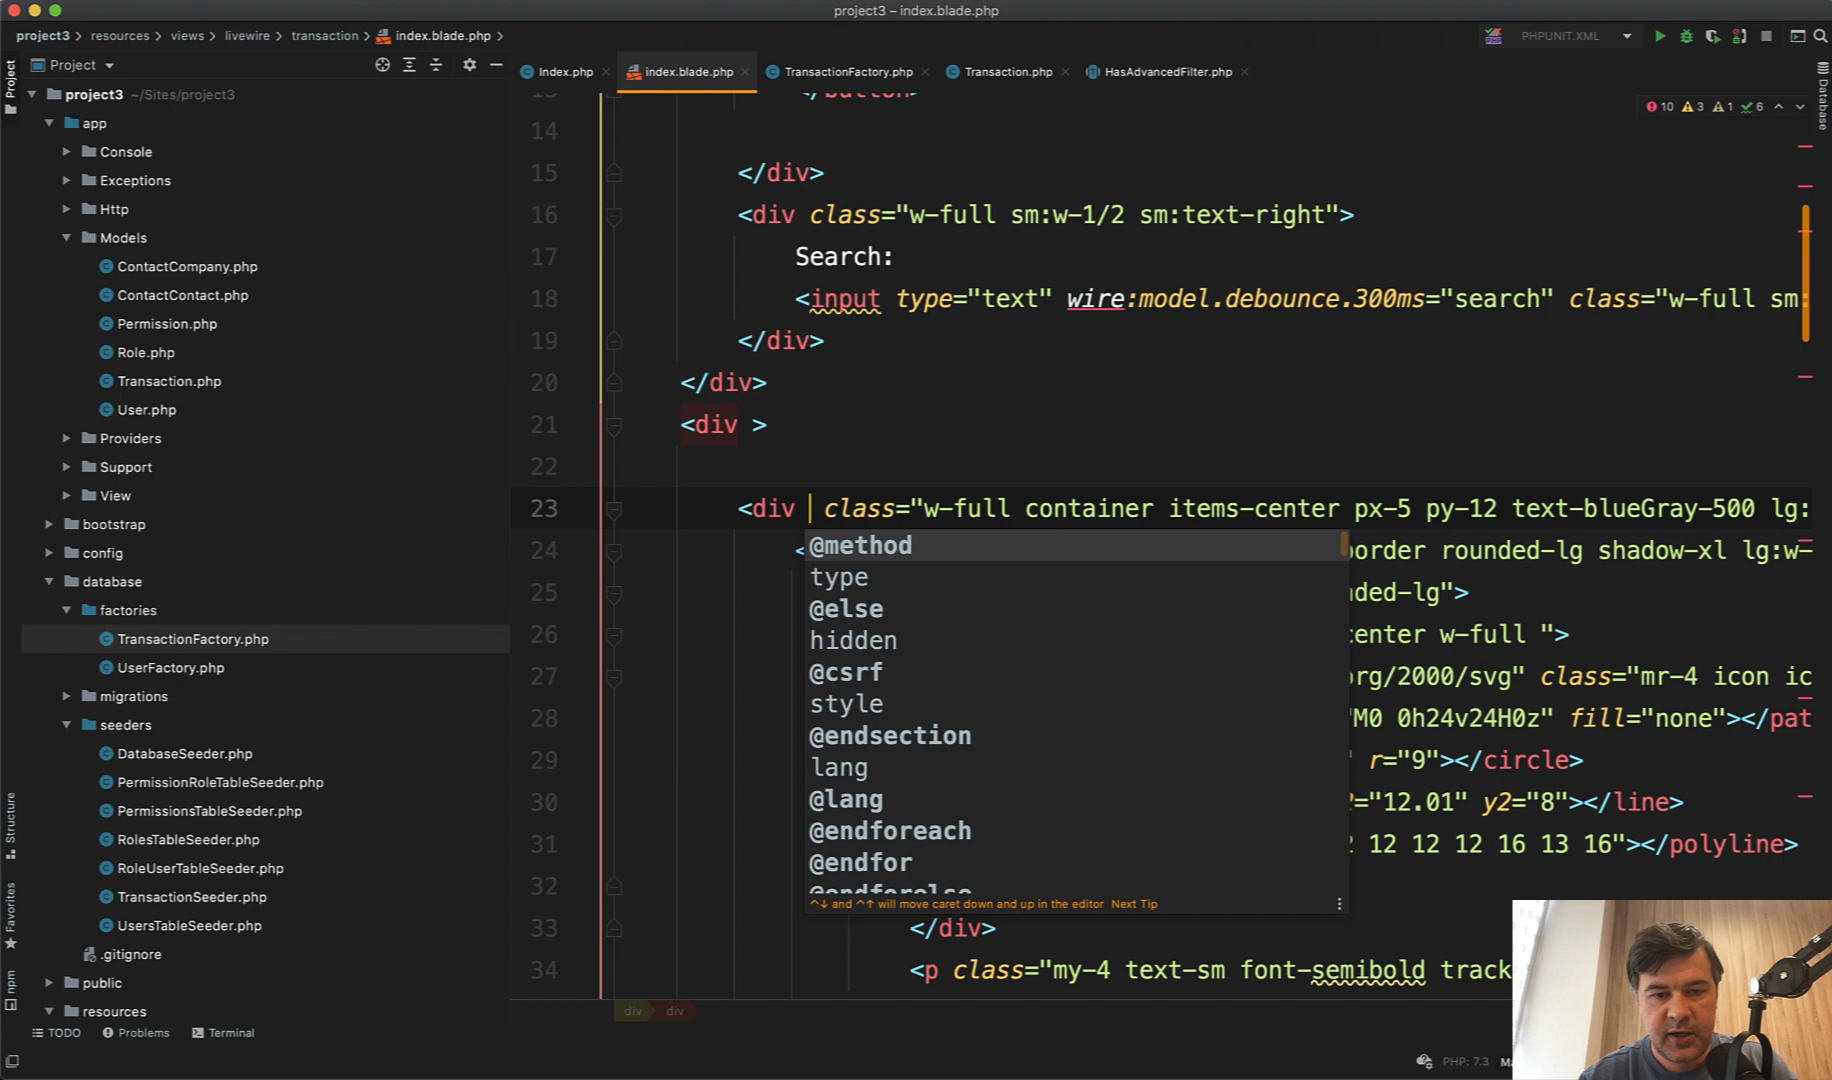 project3 – index.blade.php
project3 resources views livewire transaction index.blade.php
PHPUNIT.XML
Project
Project
Index.php index.blade.php TransactionFactory.php Transaction.php HasAdvancedFilter.php
project3 ~/Sites/project3
app
Console
Exceptions
Http
Models
ContactCompany.php
ContactContact.php
Permission.php
Role.php
Transaction.php
User.php
Providers
Support
View
bootstrap
config
database
factories
TransactionFactory.php
UserFactory.php
migrations
seeders
DatabaseSeeder.php
PermissionRoleTableSeeder.php
PermissionsTableSeeder.php
RolesTableSeeder.php
RoleUserTableSeeder.php
TransactionSeeder.php
UsersTableSeeder.php
.gitignore
public
resources
Structure
Favorites
npm
Database
10 3 1 6
13 </button>
14
15 </div>
16 <div class="w-full sm:w-1/2 sm:text-right">
17 Search:
18 <input type="text" wire:model.debounce.300ms="search" class="w-full sm:
19 </div>
20 </div>
21 <div >
22
23 <div class="w-full container items-center px-5 py-12 text-blueGray-500 lg:
24 < border rounded-lg shadow-xl lg:w-
25 nded-lg">
26 center w-full ">
27 org/2000/svg" class="mr-4 icon ic
28 "M0 0h24v24H0z" fill="none"></pat
29 " r="9"></circle>
30 2="12.01" y2="8"></line>
31 2 12 12 12 16 13 16"></polyline>
32
33 </div>
34 <p class="my-4 text-sm font-semibold track
@method
type
@else
hidden
@csrf
style
@endsection
lang
@lang
@endforeach
@endfor
@endforelse
^↓ and ^↑ will move caret down and up in the editor Next Tip
div div
TODO Problems Terminal
PHP: 7.3